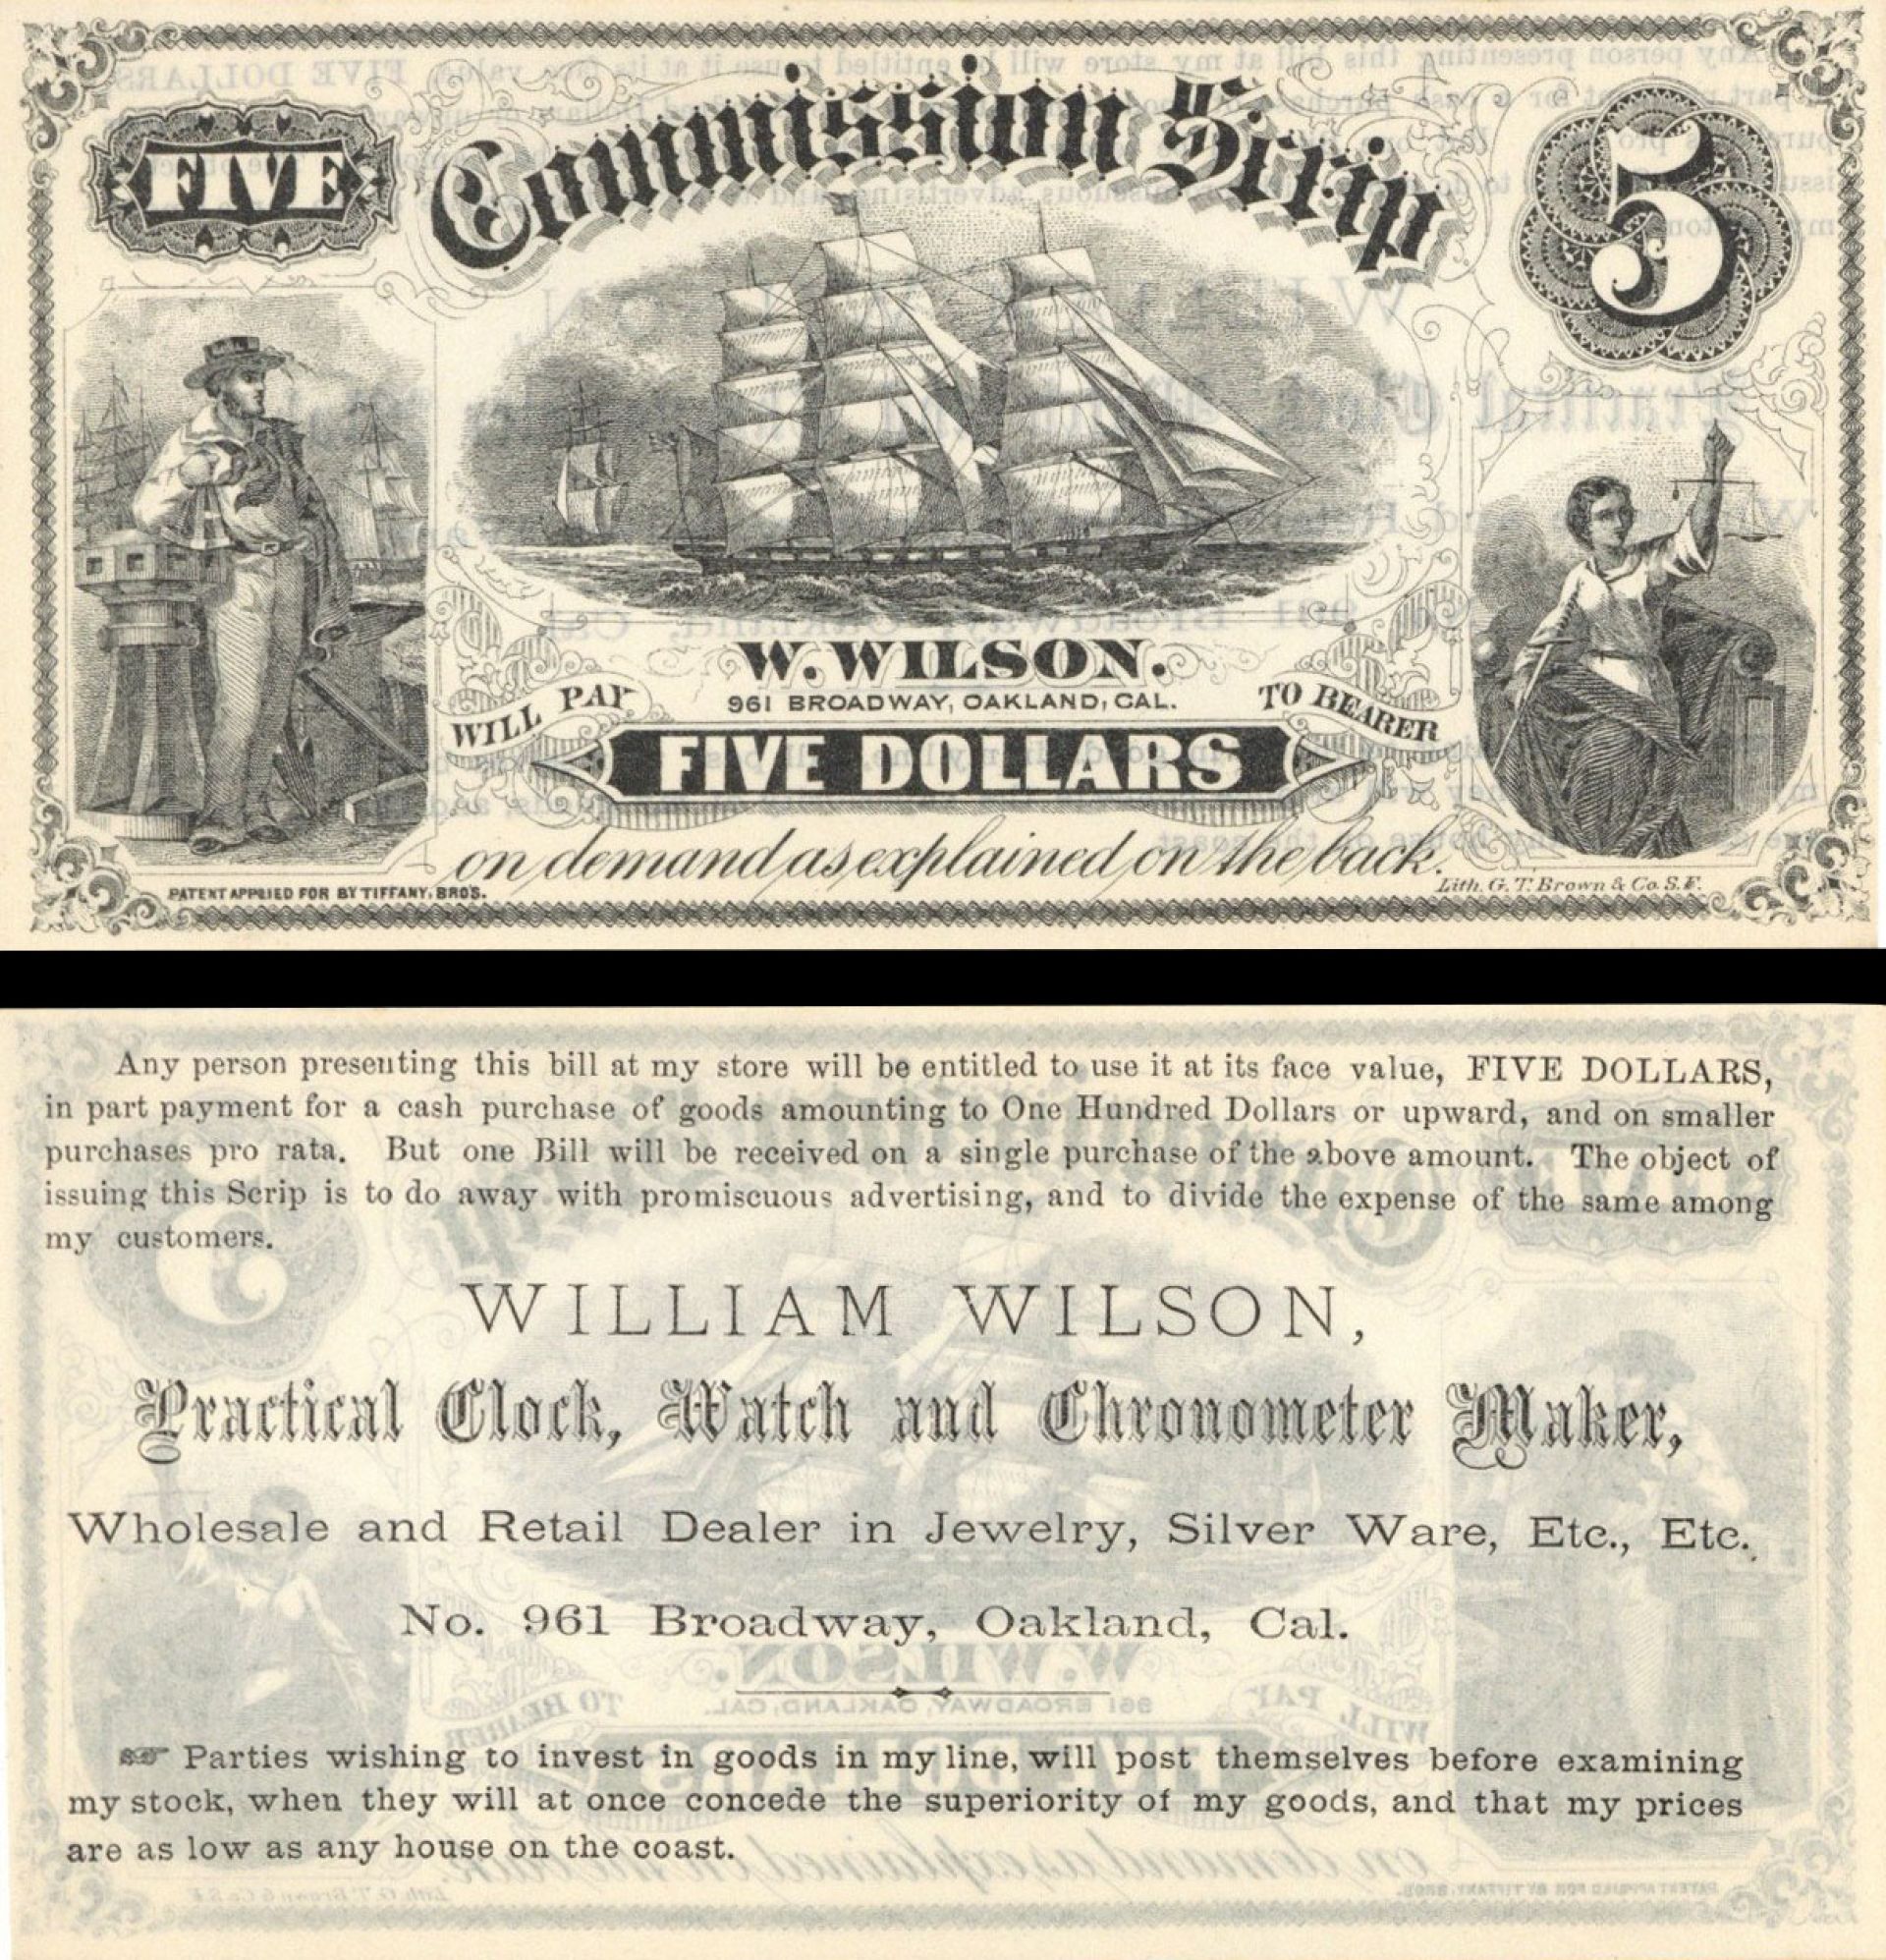 Commission Scrip
FIVE
5
W. WILSON.
961 BROADWAY, OAKLAND, CAL.
WILL PAY
TO BEARER
FIVE DOLLARS
on demand as explained on the back.
PATENT APPLIED FOR BY TIFFANY, BROS.
Lith. G. T. Brown & Co. S. F.
Any person presenting this bill at my store will be entitled to use it at its face value, FIVE DOLLARS,
in part payment for a cash purchase of goods amounting to One Hundred Dollars or upward, and on smaller
purchases pro rata. But one Bill will be received on a single purchase of the above amount. The object of
issuing this Scrip is to do away with promiscuous advertising, and to divide the expense of the same among
my customers.
WILLIAM WILSON,
Practical Clock, Watch and Chronometer Maker,
Wholesale and Retail Dealer in Jewelry, Silver Ware, Etc., Etc.
No. 961 Broadway, Oakland, Cal.
☞ Parties wishing to invest in goods in my line, will post themselves before examining
my stock, when they will at once concede the superiority of my goods, and that my prices
are as low as any house on the coast.